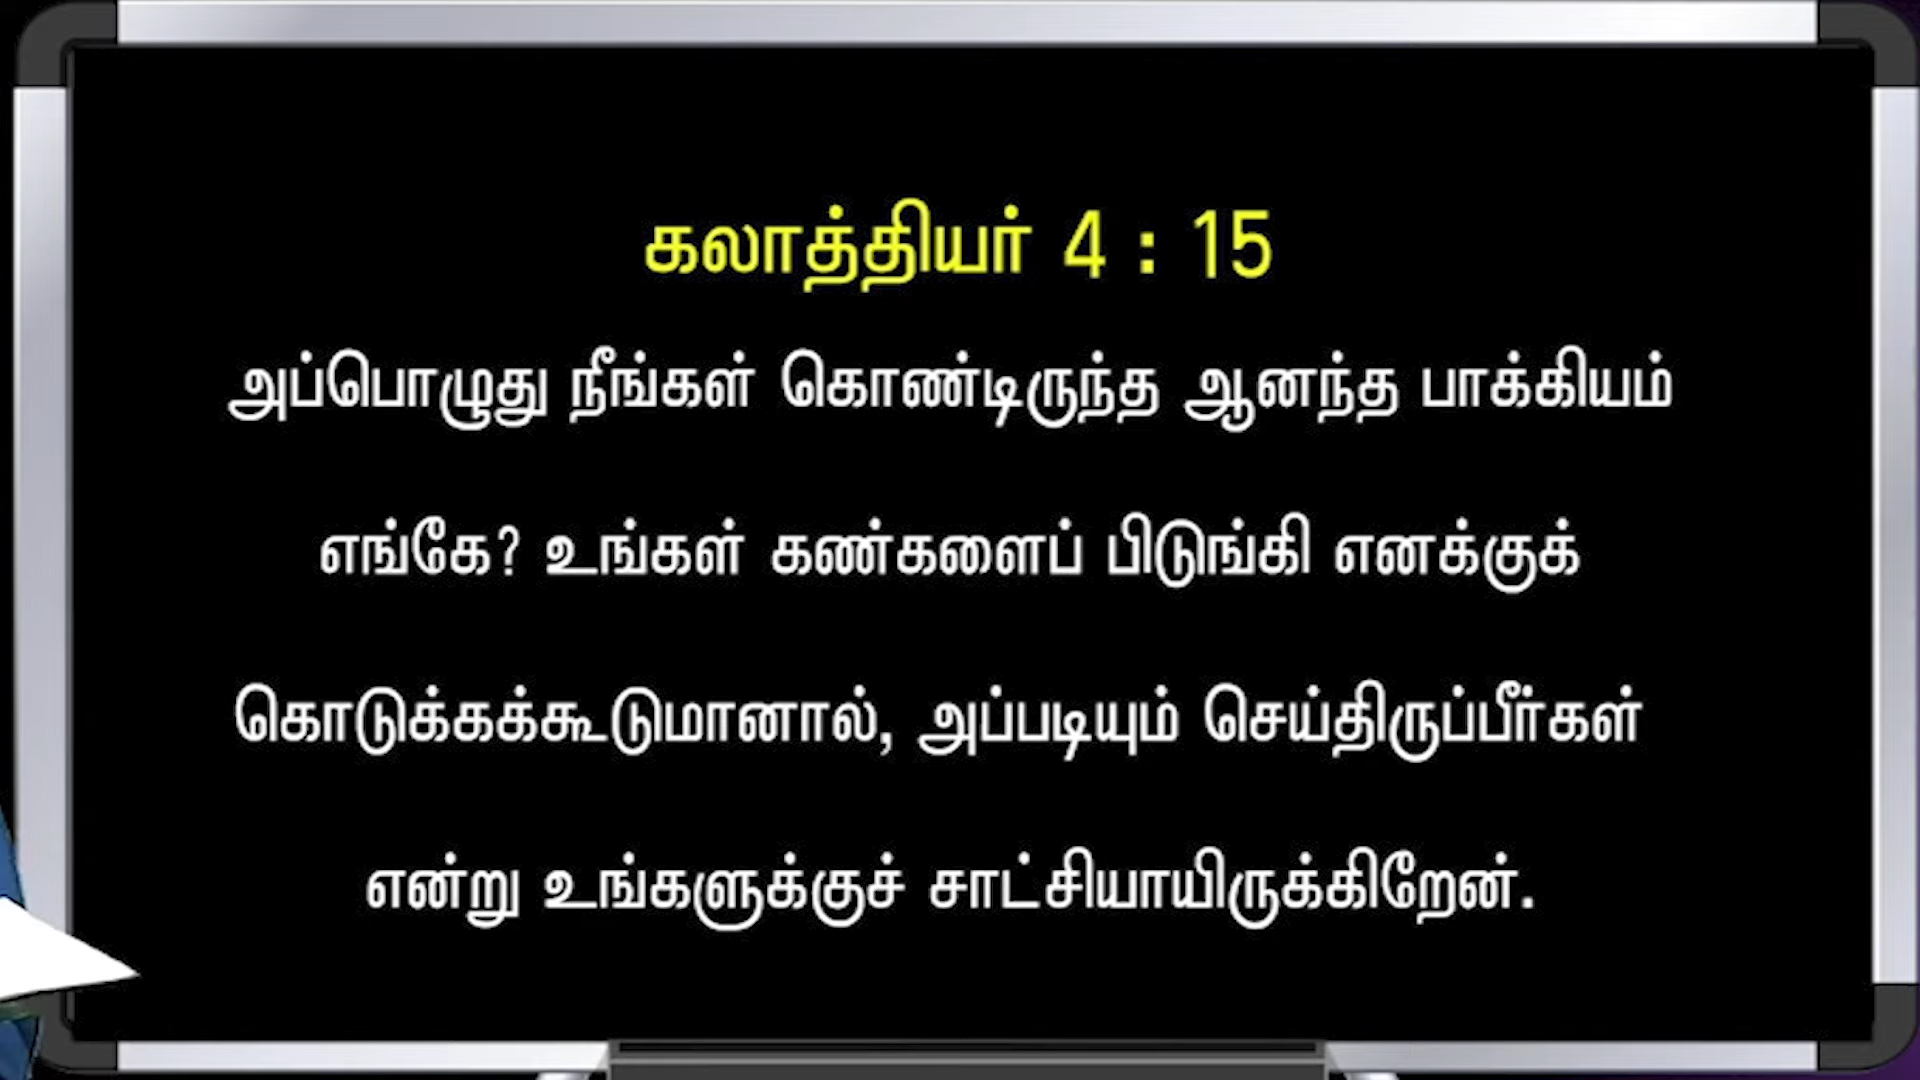 கலாத்தியர் 4 : 15
அப்பொழுது நீங்கள் கொண்டிருந்த ஆனந்த பாக்கியம்
எங்கே? உங்கள் கண்களைப் பிடுங்கி எனக்குக்
கொடுக்கக்கூடுமானால், அப்படியும் செய்திருப்பீர்கள்
என்று உங்களுக்குச் சாட்சியாயிருக்கிறேன்.